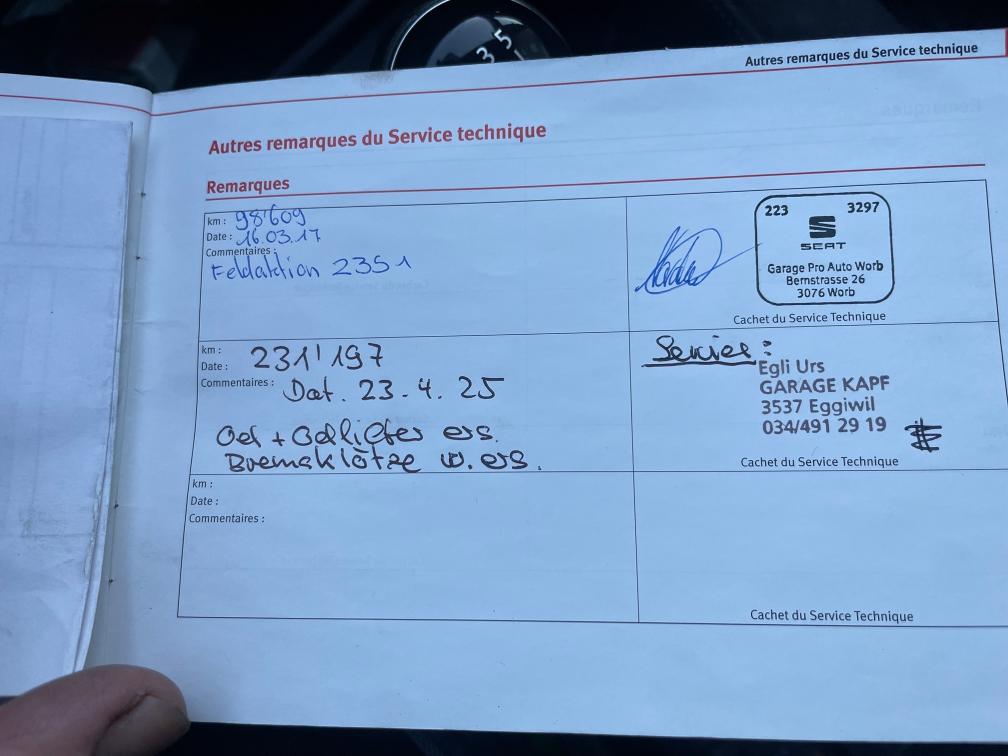 3 5
Autres remarques du Service technique
Autres remarques du Service technique
Remarques
km : 98'609
Date : 16.03.17
Commentaires :
Feldaktion 23S1
223 3297
SEAT
Garage Pro Auto Worb
Bernstrasse 26
3076 Worb
Cachet du Service Technique
km : 231'197
Date :
Commentaires : Dat. 23.4.25
Oel + Oelfilter ers.
Bremsklötze v. ers.
Service:
Egli Urs
GARAGE KAPF
3537 Eggiwil
034/491 29 19
Cachet du Service Technique
km :
Date :
Commentaires :
Cachet du Service Technique